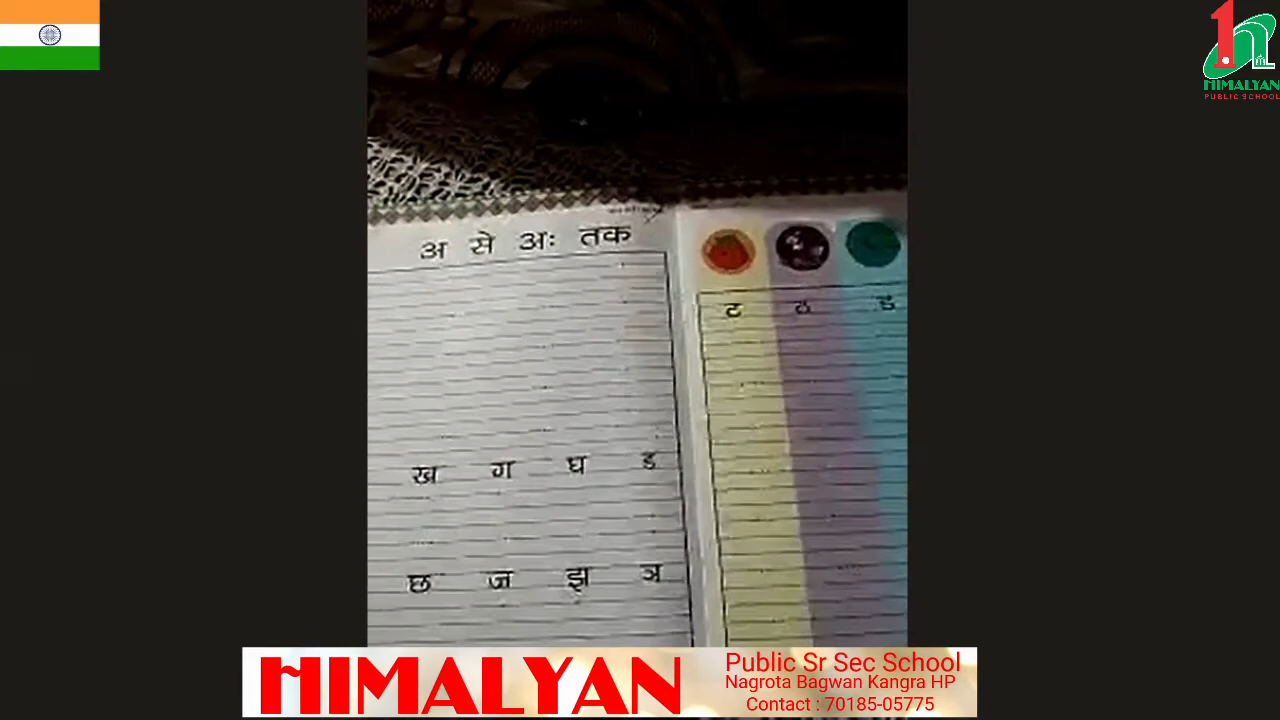 HIMALYAN
PUBLIC SCHOOL
अ से अः तक
ख ग घ ड
छ ज झ ञ
ट ठ ड
HIMALYAN
Public Sr Sec School
Nagrota Bagwan Kangra HP
Contact : 70185-05775